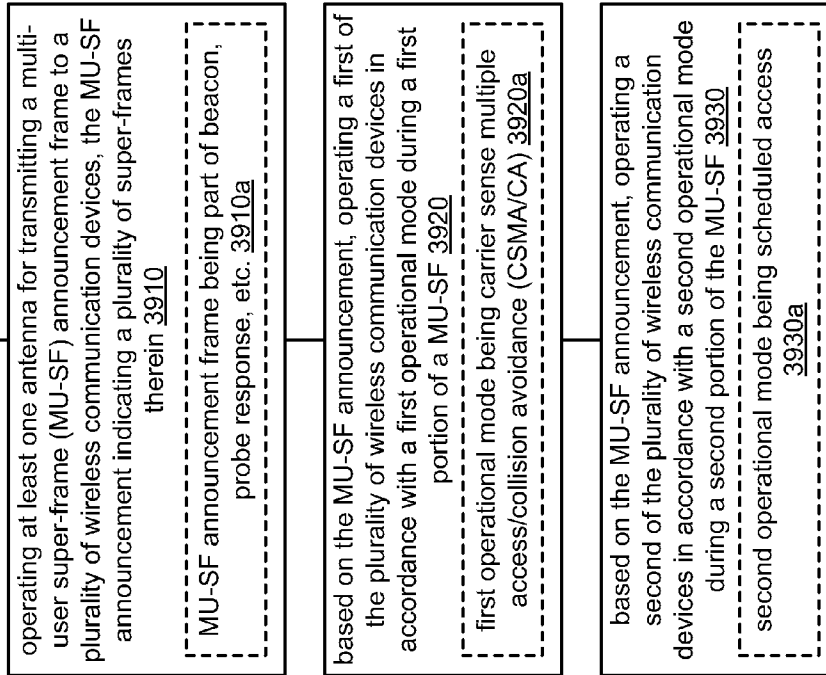 operating at least one antenna for transmitting a multi-
user super-frame (MU-SF) announcement frame to a
plurality of wireless communication devices, the MU-SF
announcement indicating a plurality of super-frames
therein 3910
MU-SF announcement frame being part of beacon,
probe response, etc. 3910a
based on the MU-SF announcement, operating a first of
the plurality of wireless communication devices in
accordance with a first operational mode during a first
portion of a MU-SF 3920
first operational mode being carrier sense multiple
access/collision avoidance (CSMA/CA) 3920a
based on the MU-SF announcement, operating a
second of the plurality of wireless communication
devices in accordance with a second operational mode
during a second portion of the MU-SF 3930
second operational mode being scheduled access
3930a